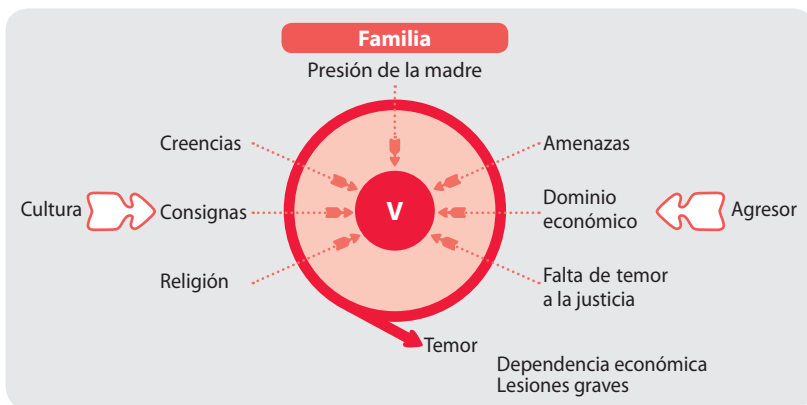 Familia
Presión de la madre
Creencias
Amenazas
Cultura
Consignas
V
Dominio
económico
Agresor
Religión
Falta de temor
a la justicia
Temor
Dependencia económica
Lesiones graves